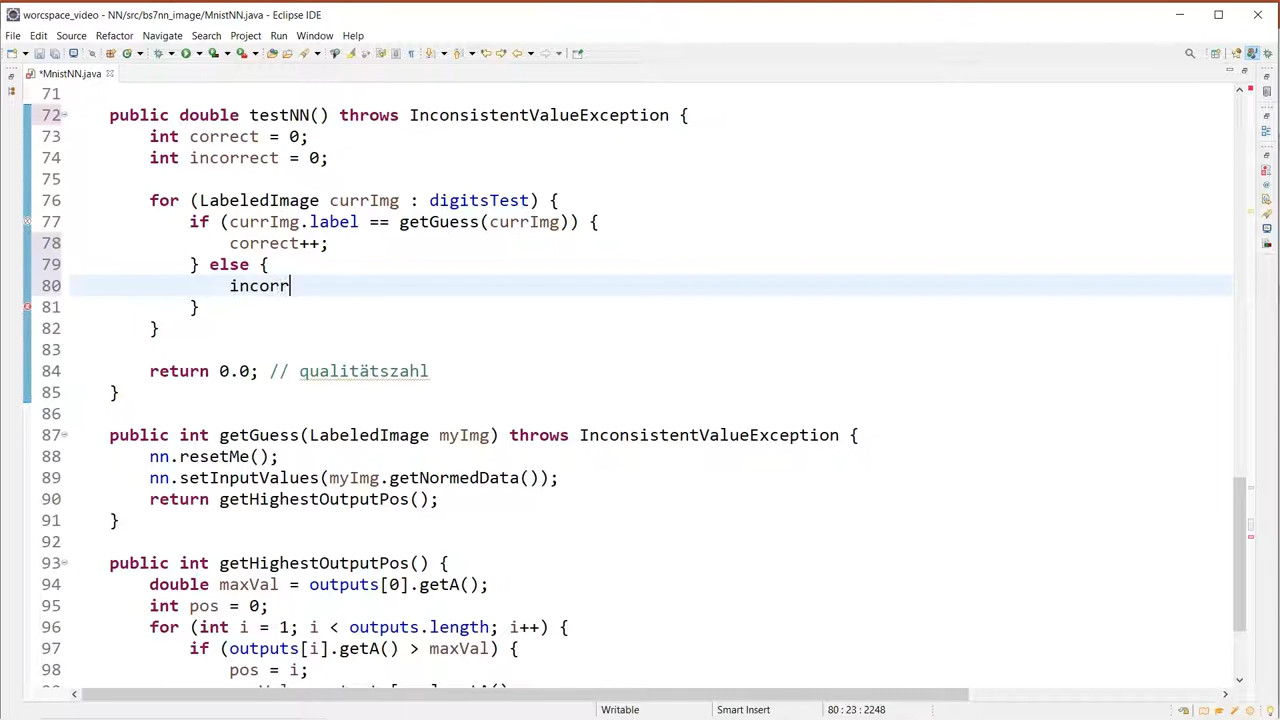 worcspace_video - NN/src/bs7nn_image/MnistNN.java - Eclipse IDE
File Edit Source Refactor Navigate Search Project Run Window Help
*MnistNN.java
71
72 public double testNN() throws InconsistentValueException {
73 int correct = 0;
74 int incorrect = 0;
75
76 for (LabeledImage currImg : digitsTest) {
77 if (currImg.label == getGuess(currImg)) {
78 correct++;
79 } else {
80 incorr
81 }
82 }
83
84 return 0.0; // qualitätszahl
85 }
86
87 public int getGuess(LabeledImage myImg) throws InconsistentValueException {
88 nn.resetMe();
89 nn.setInputValues(myImg.getNormedData());
90 return getHighestOutputPos();
91 }
92
93 public int getHighestOutputPos() {
94 double maxVal = outputs[0].getA();
95 int pos = 0;
96 for (int i = 1; i < outputs.length; i++) {
97 if (outputs[i].getA() > maxVal) {
98 pos = i;
Writable Smart Insert 80 : 23 : 2248